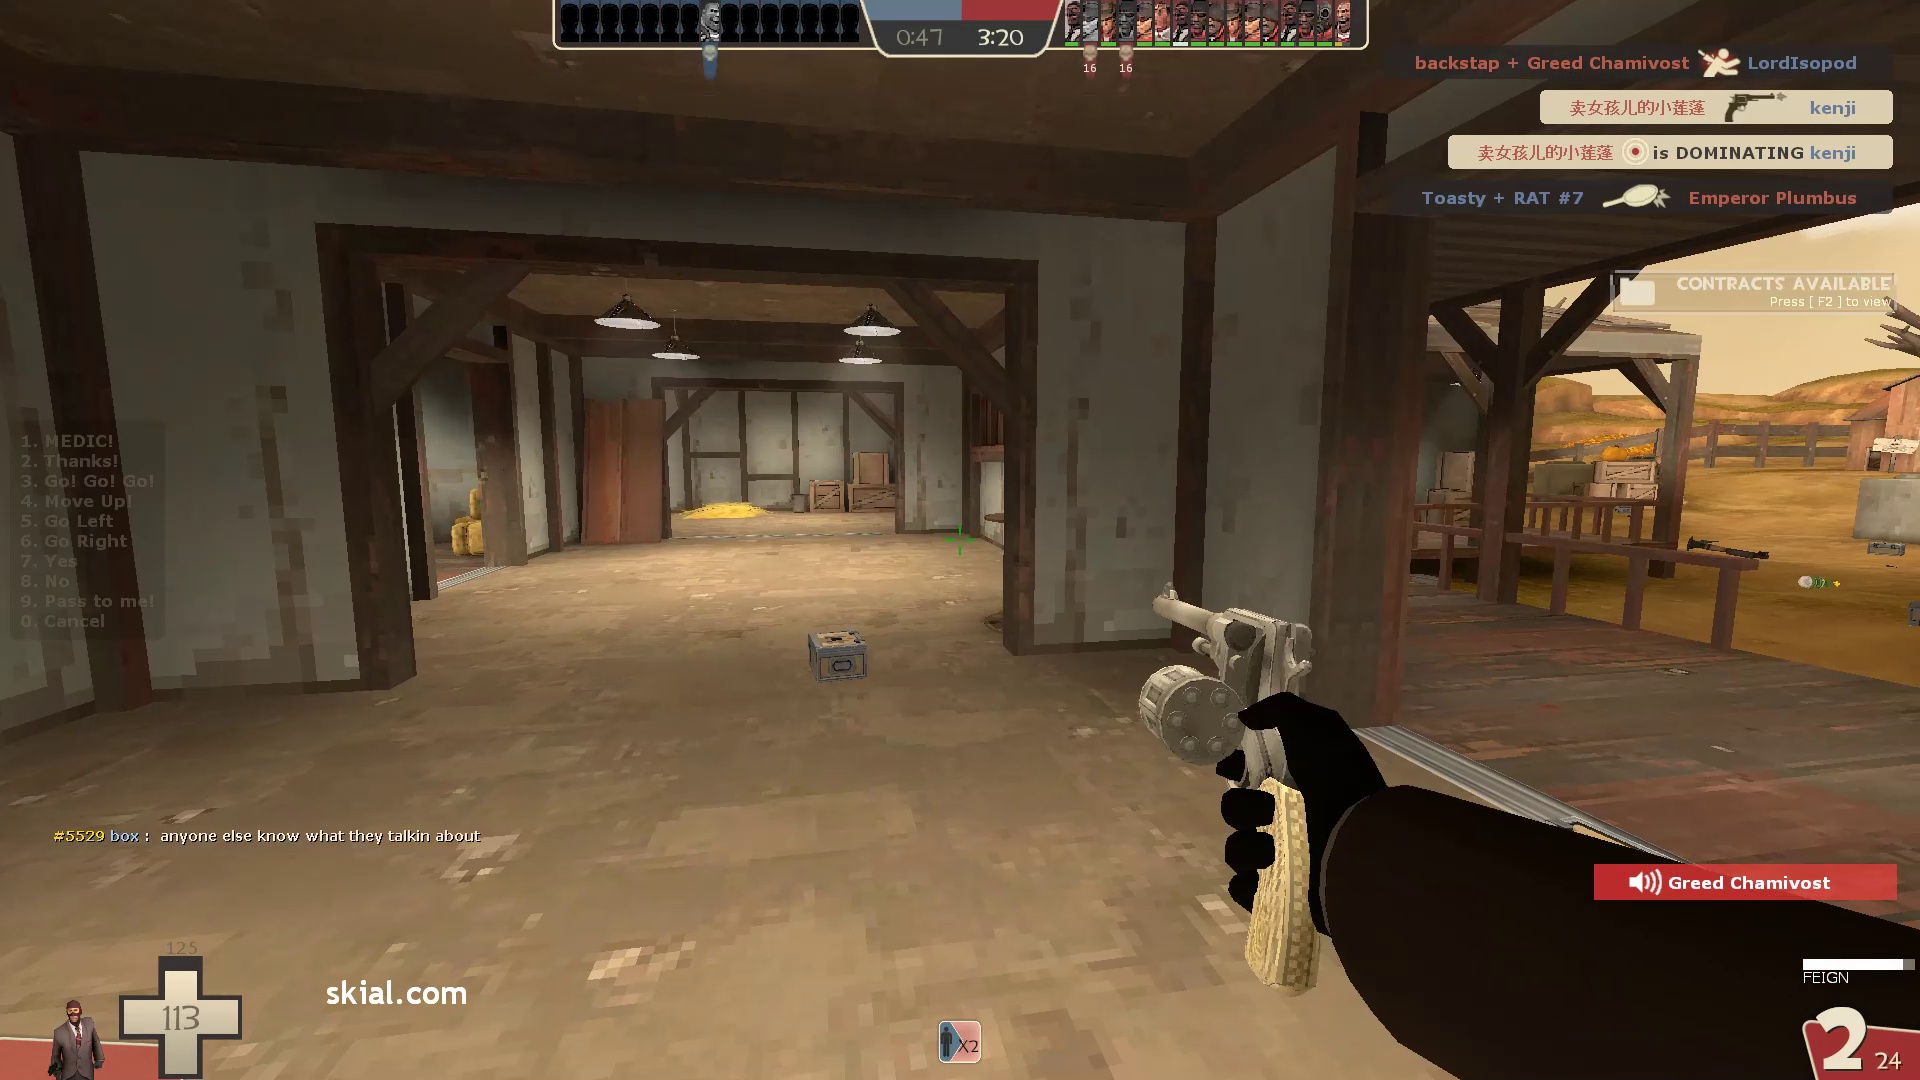 0:47 3:20
16 16
backstap + Greed Chamivost LordIsopod
卖女孩儿的小莲蓬 kenji
卖女孩儿的小莲蓬 is DOMINATING kenji
Toasty + RAT #7 Emperor Plumbus
CONTRACTS AVAILABLE
Press [ F2 ] to view
1. MEDIC!
2. Thanks!
3. Go! Go! Go!
4. Move Up!
5. Go Left
6. Go Right
7. Yes
8. No
9. Pass to me!
0. Cancel
#5529 box : anyone else know what they talkin about
Greed Chamivost
125
113
skial.com
X2
FEIGN
2 24